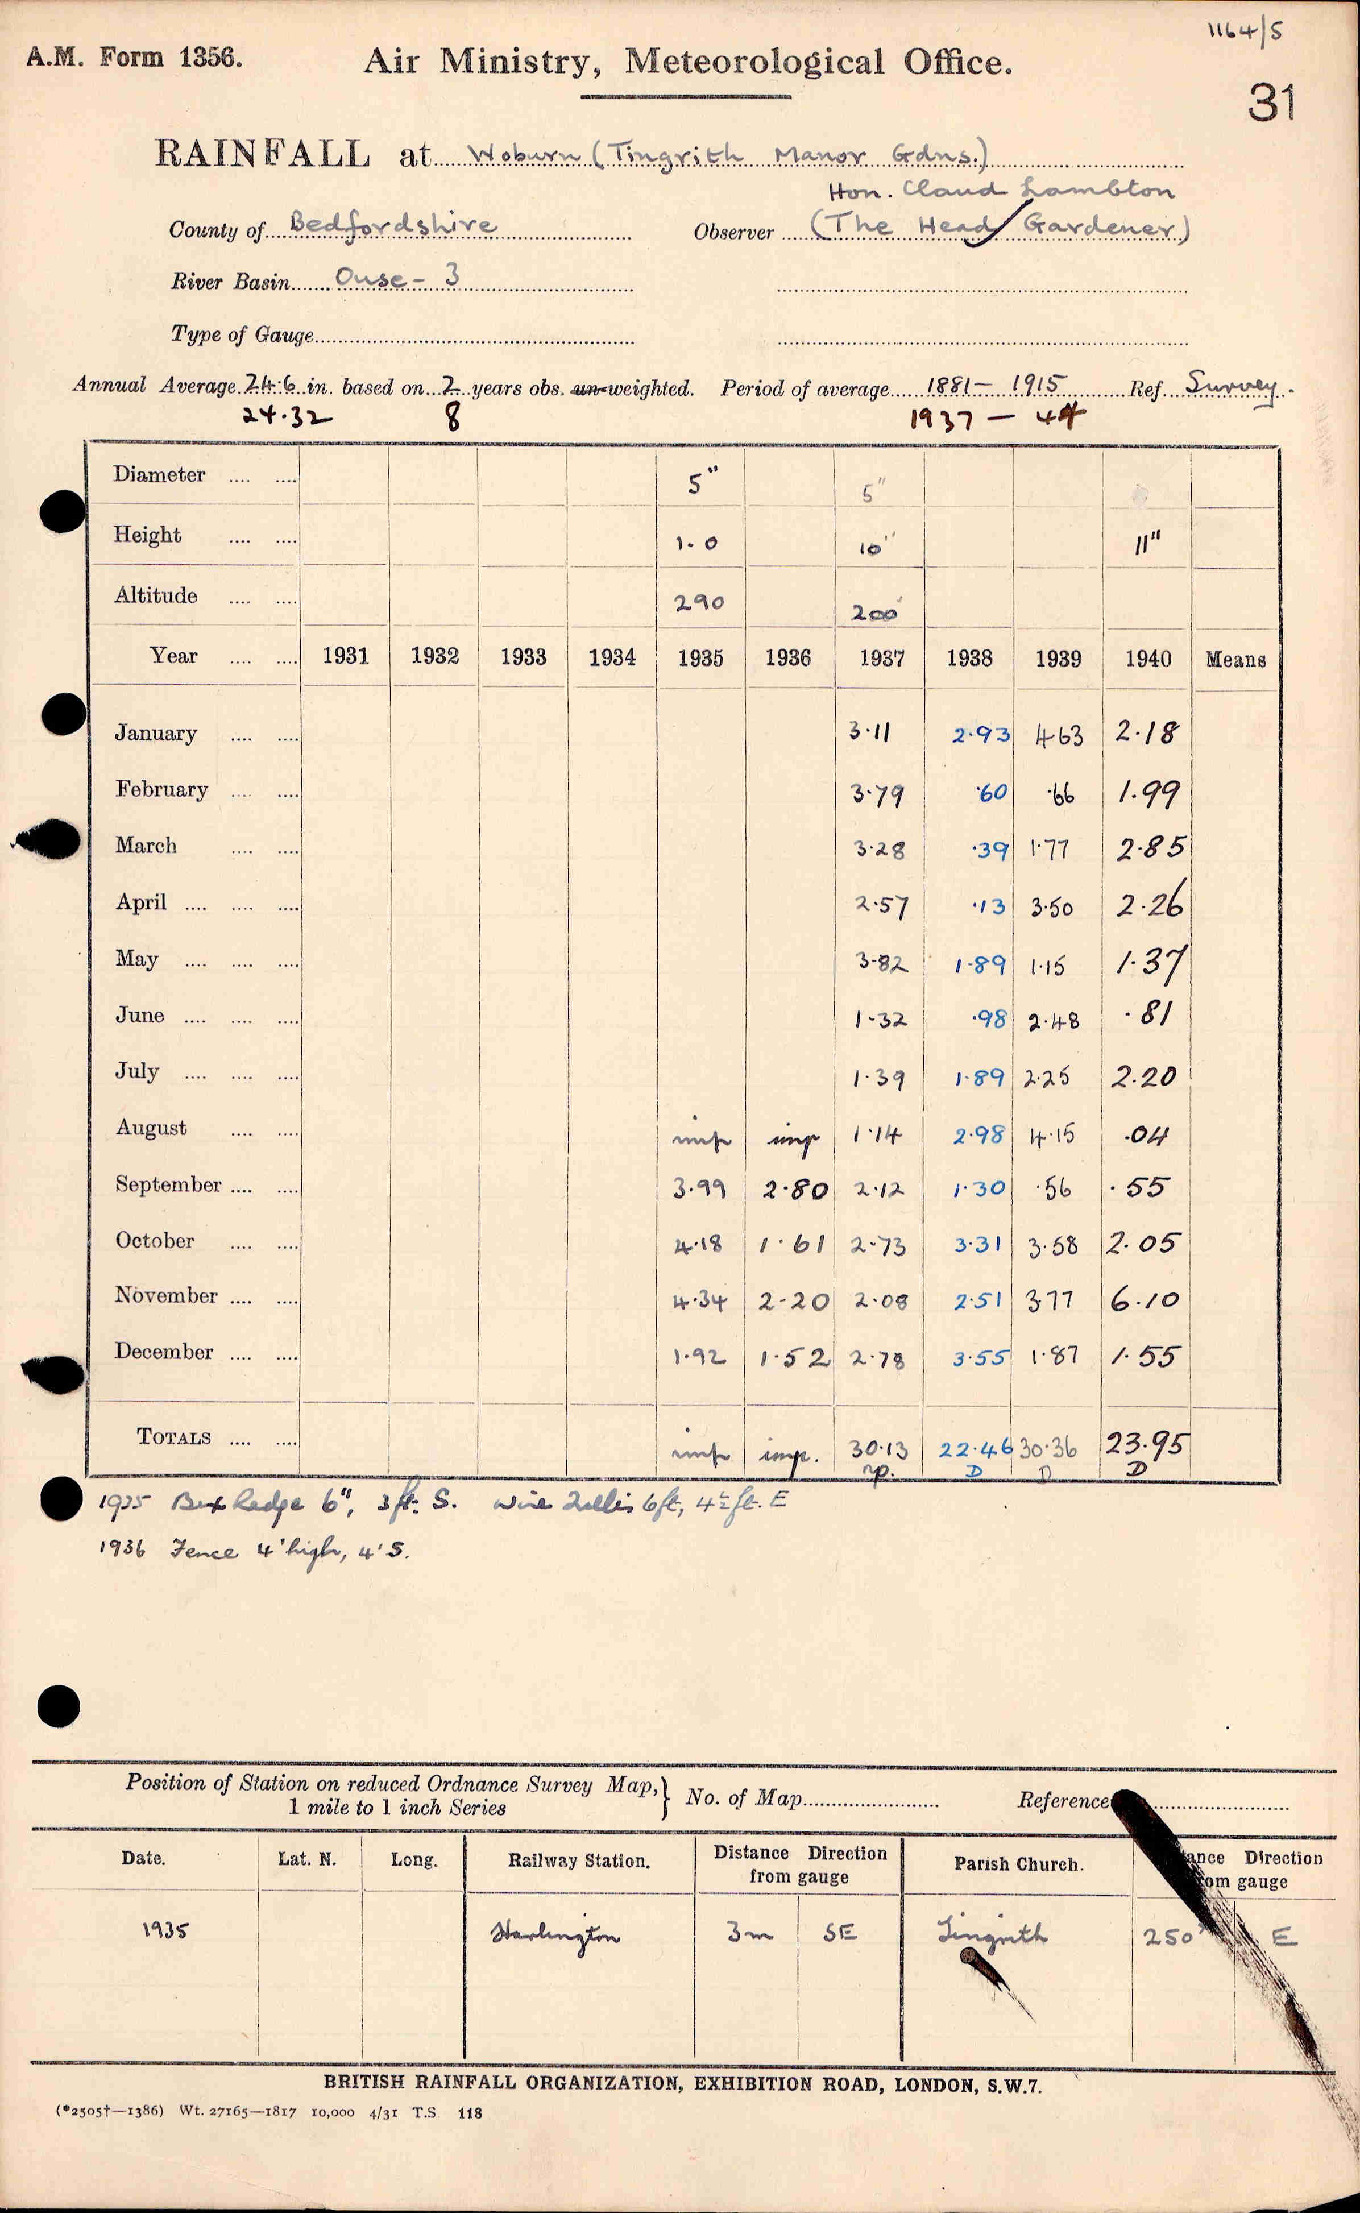 1164/5
A.M. Form 1356. Air Ministry, Meteorological Office.
31
RAINFALL at Woburn (Tingrith Manor Gdns.)
Hon. Claud Lambton
County of Bedfordshire Observer (The Head Gardener)
River Basin Ouse - 3
Type of Gauge
Annual Average 24.6 in. based on 2 years obs. un-weighted. Period of average 1881 - 1915 Ref. Survey.
24.32 8 1937 - 44
Diameter 5" 5"
Height 1.0 10" 11"
Altitude 290 200'
Year 1931 1932 1933 1934 1935 1936 1937 1938 1939 1940 Means
January 3.11 2.93 4.63 2.18
February 3.79 .60 .66 1.99
March 3.28 .39 1.77 2.85
April 2.57 .13 3.50 2.26
May 3.82 1.89 1.15 1.37
June 1.32 .98 2.48 .81
July 1.39 1.89 2.25 2.20
August imp imp 1.14 2.98 4.15 .04
September 3.99 2.80 2.12 1.30 .56 .55
October 4.18 1.61 2.73 3.31 3.58 2.05
November 4.34 2.20 2.08 2.51 3.77 6.10
December 1.92 1.52 2.78 3.55 1.87 1.55
TOTALS imp imp. 30.13 22.46 30.36 23.95
D D D
1935 Box Hedge 6", 3 ft. S. Wire 6ft, 4½ft. E
1936 Fence 4' high, 4' S.
Position of Station on reduced Ordnance Survey Map, } No. of Map Reference
1 mile to 1 inch Series
Date. Lat. N. Long. Railway Station. Distance Direction from gauge Parish Church. Direction gauge
1935 Harlington 3m SE Tingrith 250 E
BRITISH RAINFALL ORGANIZATION, EXHIBITION ROAD, LONDON, S.W.7.
(*2505†—1386) Wt. 27165—1817 10,000 4/31 T.S 118